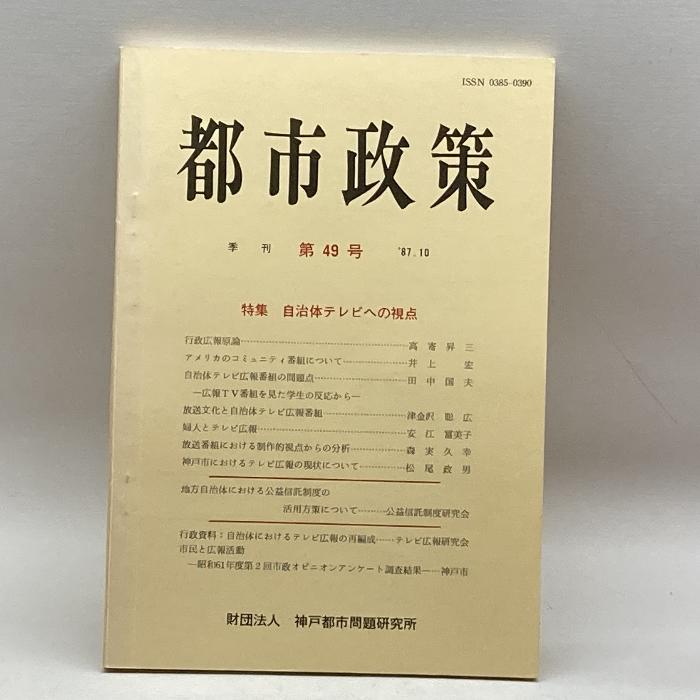 ISSN 0385-0390
都市政策
季刊 第49号 '87.10
特集 自治体テレビへの視点
行政広報原論……………………………高寄昇三
アメリカのコミュニティ番組について……………井上宏
自治体テレビ広報番組の問題点……………………田中国夫
―広報TV番組を見た学生の反応から―
放送文化と自治体テレビ広報番組……………津金沢聡広
婦人とテレビ広報……………………………安江冨美子
放送番組における制作的視点からの分析…………森実久幸
神戸市におけるテレビ広報の現状について…………松尾政男
地方自治体における公益信託制度の
活用方策について………公益信託制度研究会
行政資料：自治体におけるテレビ広報の再編成……テレビ広報研究会
市民と広報活動
―昭和61年度第2回市政オピニオンアンケート調査結果―…神戸市
財団法人 神戸都市問題研究所